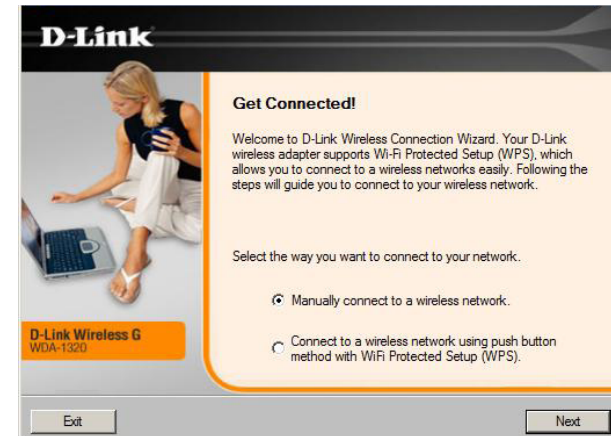 D-Link
Get Connected!
Welcome to D-Link Wireless Connection Wizard. Your D-Link
wireless adapter supports Wi-Fi Protected Setup (WPS), which
allows you to connect to a wireless networks easily. Following the
steps will guide you to connect to your wireless network.
Select the way you want to connect to your network.
Manually connect to a wireless network.
Connect to a wireless network using push button
method with WiFi Protected Setup (WPS).
D-Link Wireless G
WDA-1320
Exit
Next